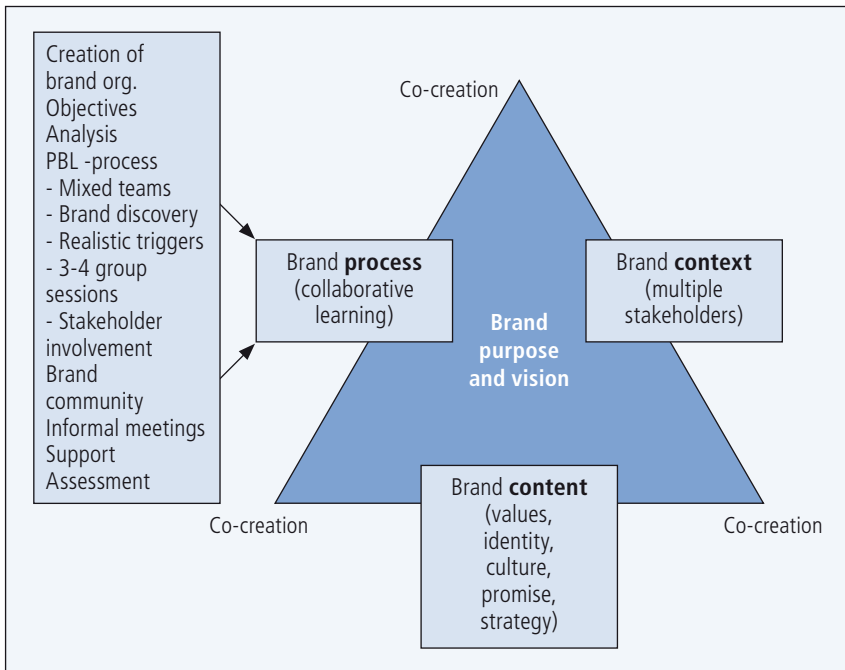 Creation of
brand org.
Objectives
Analysis
PBL -process
- Mixed teams
- Brand discovery
- Realistic triggers
- 3-4 group
sessions
- Stakeholder
involvement
Brand
community
Informal meetings
Support
Assessment
Co-creation
Brand process
(collaborative
learning)
Brand context
(multiple
stakeholders)
Brand
purpose
and vision
Brand content
(values,
identity,
culture,
promise,
strategy)
Co-creation
Co-creation